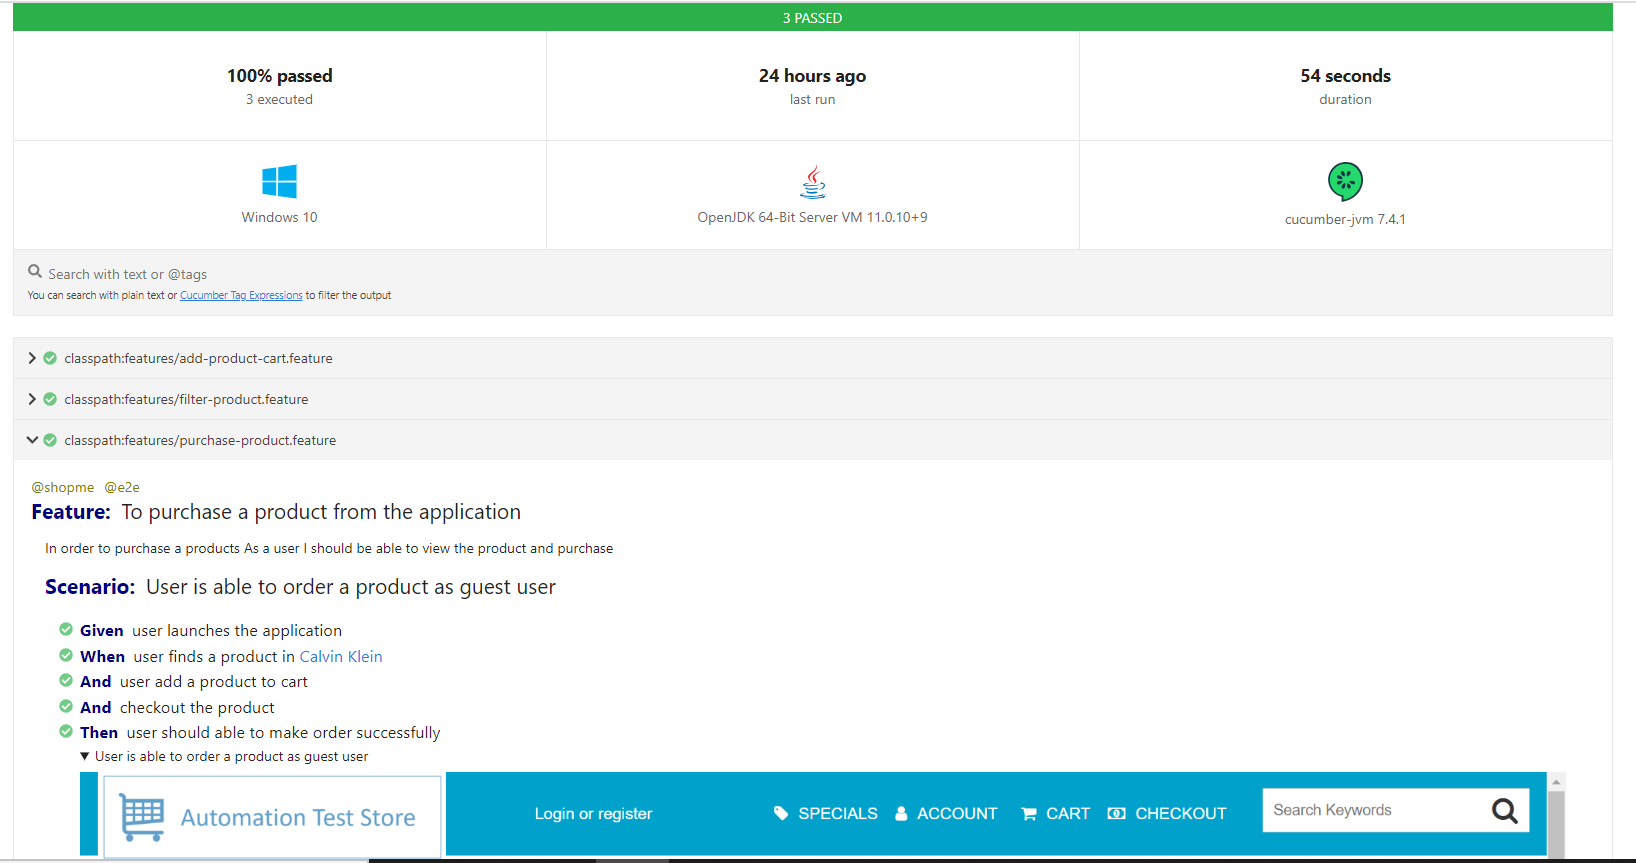 3 PASSED
100% passed
3 executed
24 hours ago
last run
54 seconds
duration
Windows 10
OpenJDK 64-Bit Server VM 11.0.10+9
cucumber-jvm 7.4.1
Search with text or @tags
You can search with plain text or Cucumber Tag Expressions to filter the output
classpath:features/add-product-cart.feature
classpath:features/filter-product.feature
classpath:features/purchase-product.feature
@shopme @e2e
Feature: To purchase a product from the application
In order to purchase a products As a user I should be able to view the product and purchase
Scenario: User is able to order a product as guest user
Given user launches the application
When user finds a product in Calvin Klein
And user add a product to cart
And checkout the product
Then user should able to make order successfully
User is able to order a product as guest user
Automation Test Store
Login or register
SPECIALS ACCOUNT CART CHECKOUT
Search Keywords